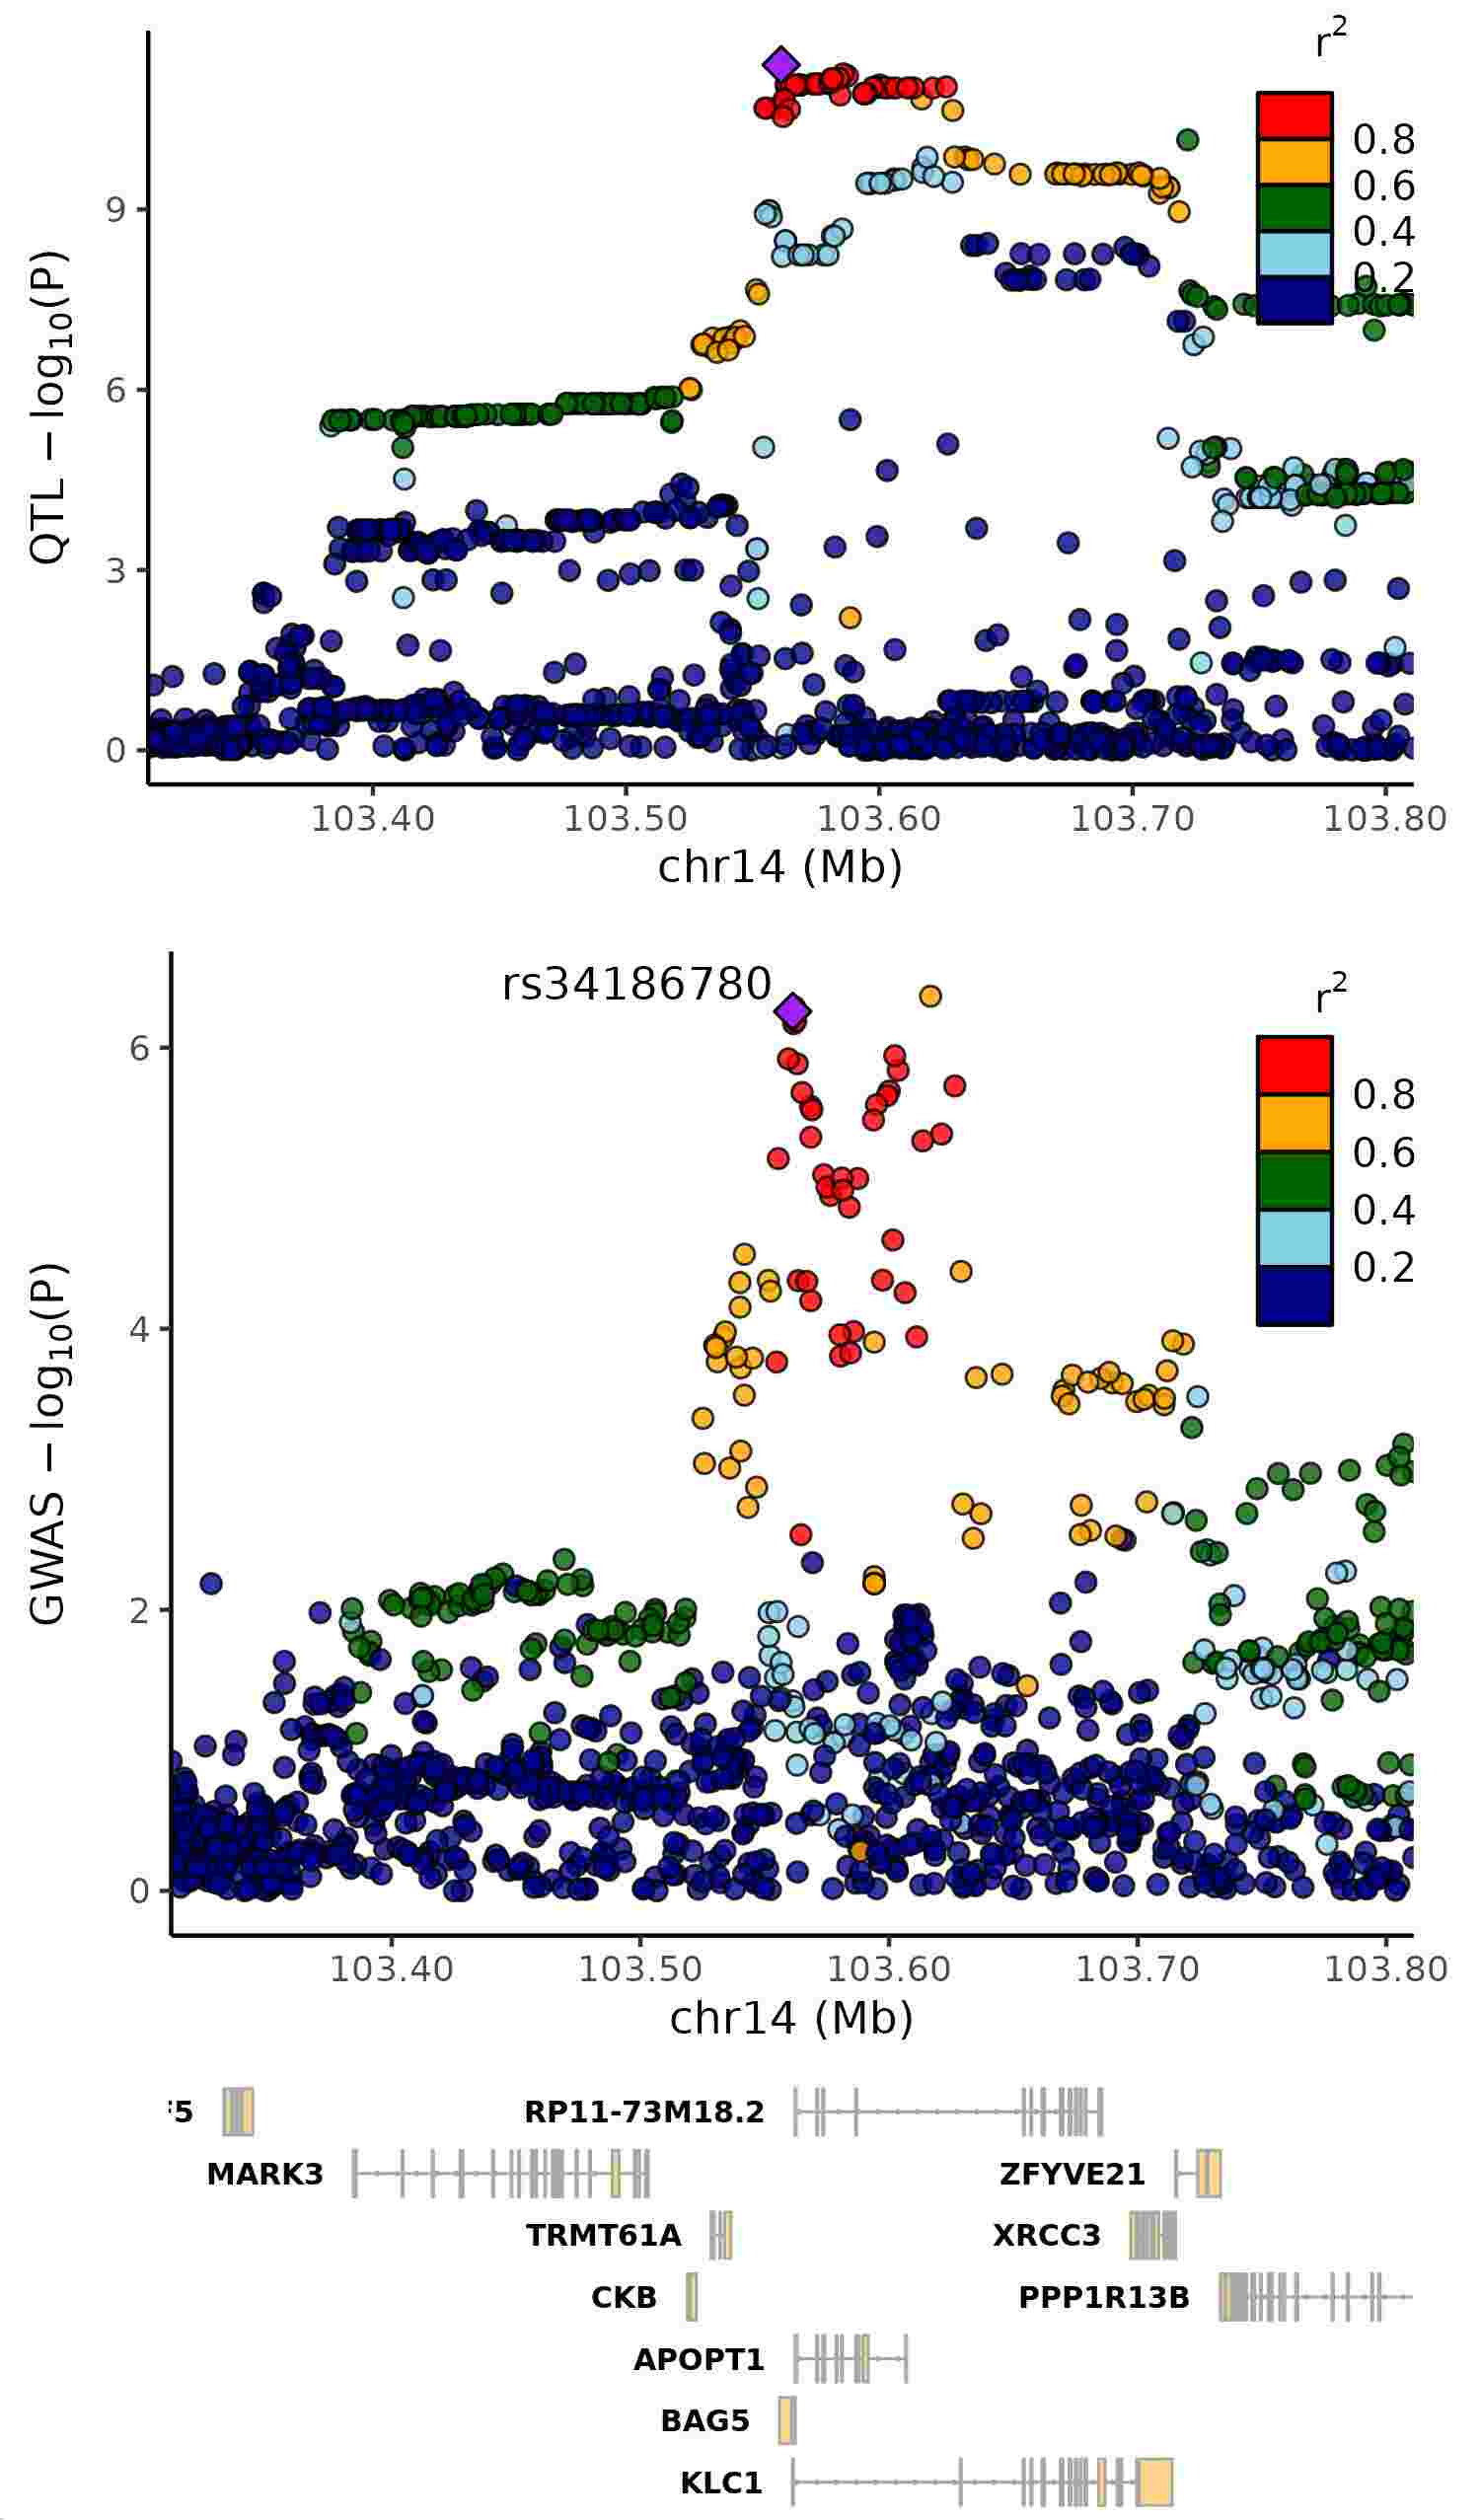 r²
0.8
0.6
0.4
0.2
9
6
3
0
QTL − log₁₀(P)
103.40 103.50 103.60 103.70 103.80
chr14 (Mb)
rs34186780
r²
0.8
0.6
0.4
0.2
6
4
2
0
GWAS − log₁₀(P)
103.40 103.50 103.60 103.70 103.80
chr14 (Mb)
5 RP11-73M18.2
MARK3 ZFYVE21
TRMT61A XRCC3
CKB PPP1R13B
APOPT1
BAG5
KLC1